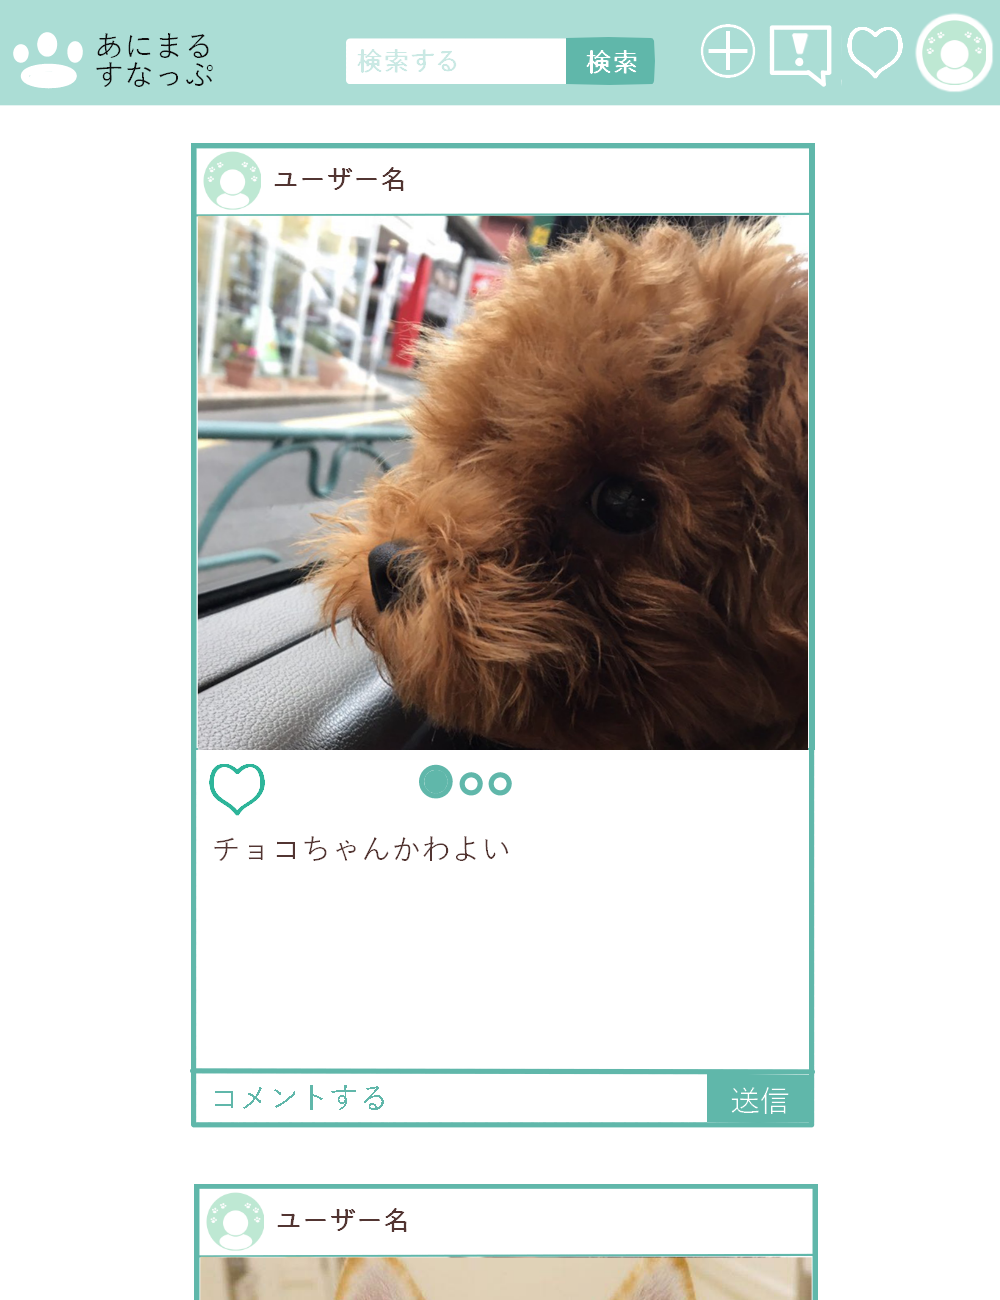 あにまる
すなっぷ
検索する
検索
ユーザー名
チョコちゃんかわよい
コメントする
送信
ユーザー名